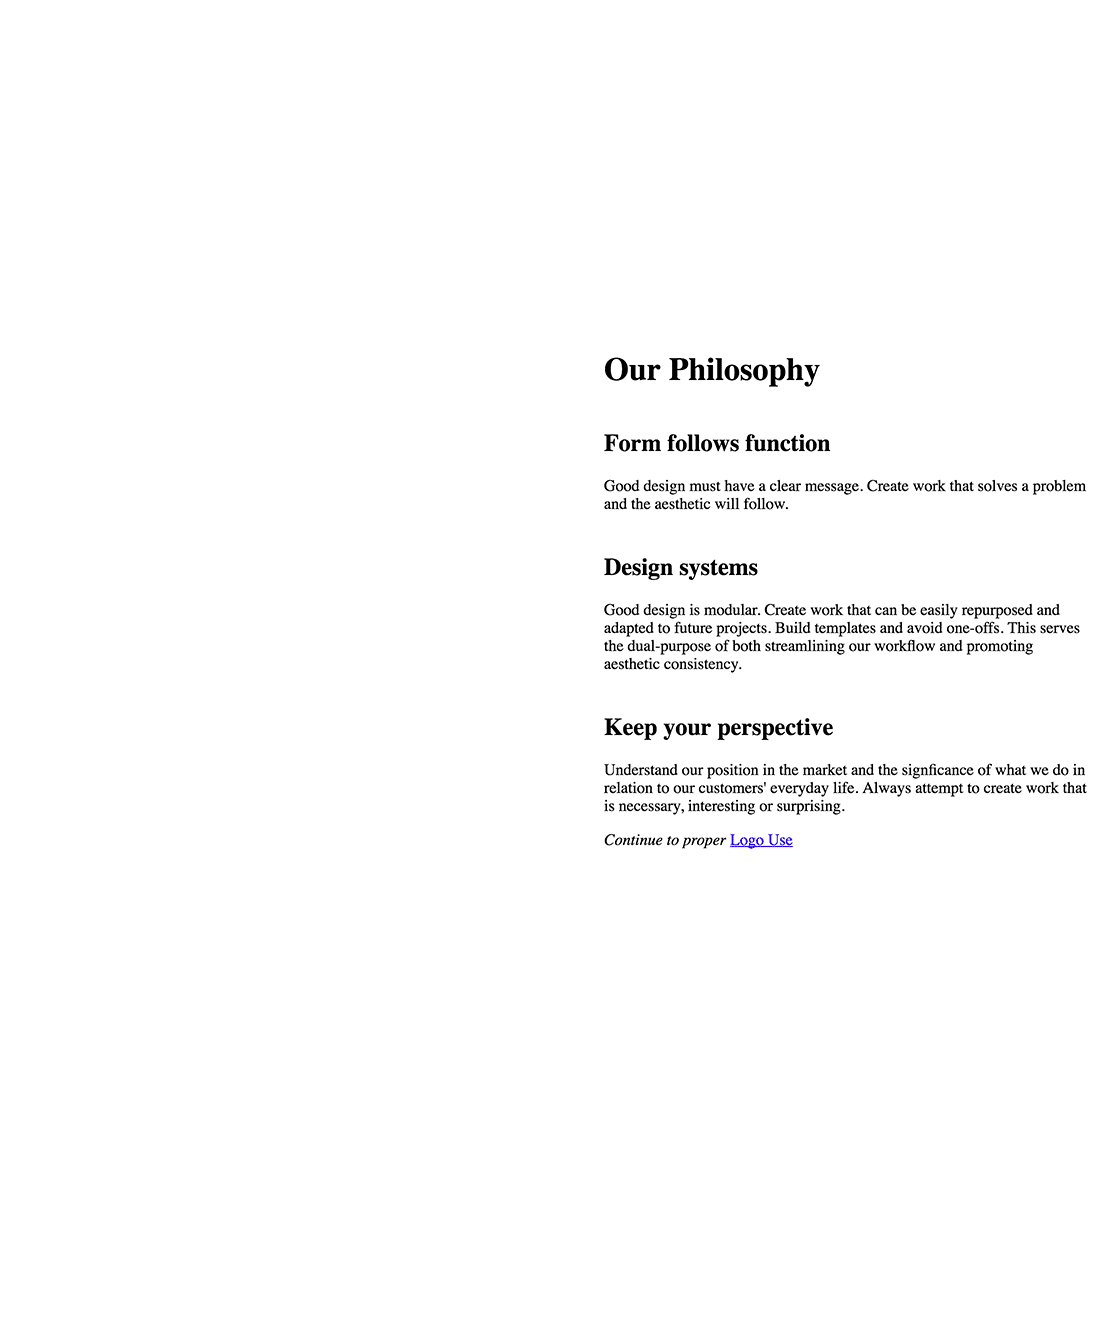 Our Philosophy
Form follows function
Good design must have a clear message. Create work that solves a problem
and the aesthetic will follow.
Design systems
Good design is modular. Create work that can be easily repurposed and
adapted to future projects. Build templates and avoid one-offs. This serves
the dual-purpose of both streamlining our workflow and promoting
aesthetic consistency.
Keep your perspective
Understand our position in the market and the signficance of what we do in
relation to our customers' everyday life. Always attempt to create work that
is necessary, interesting or surprising.
Continue to proper Logo Use